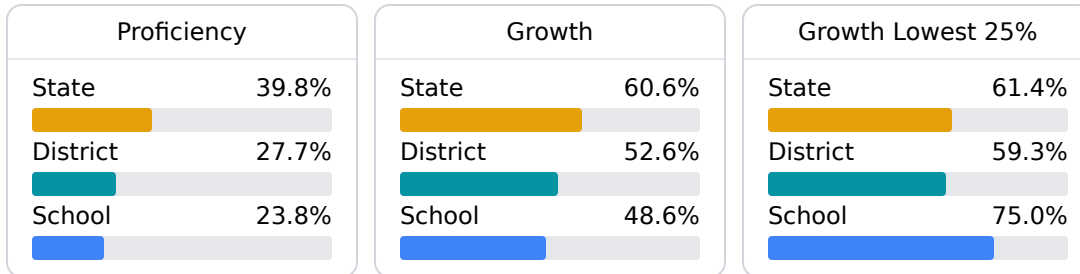 Proficiency
State 39.8%
District 27.7%
School 23.8%
Growth
State 60.6%
District 52.6%
School 48.6%
Growth Lowest 25%
State 61.4%
District 59.3%
School 75.0%